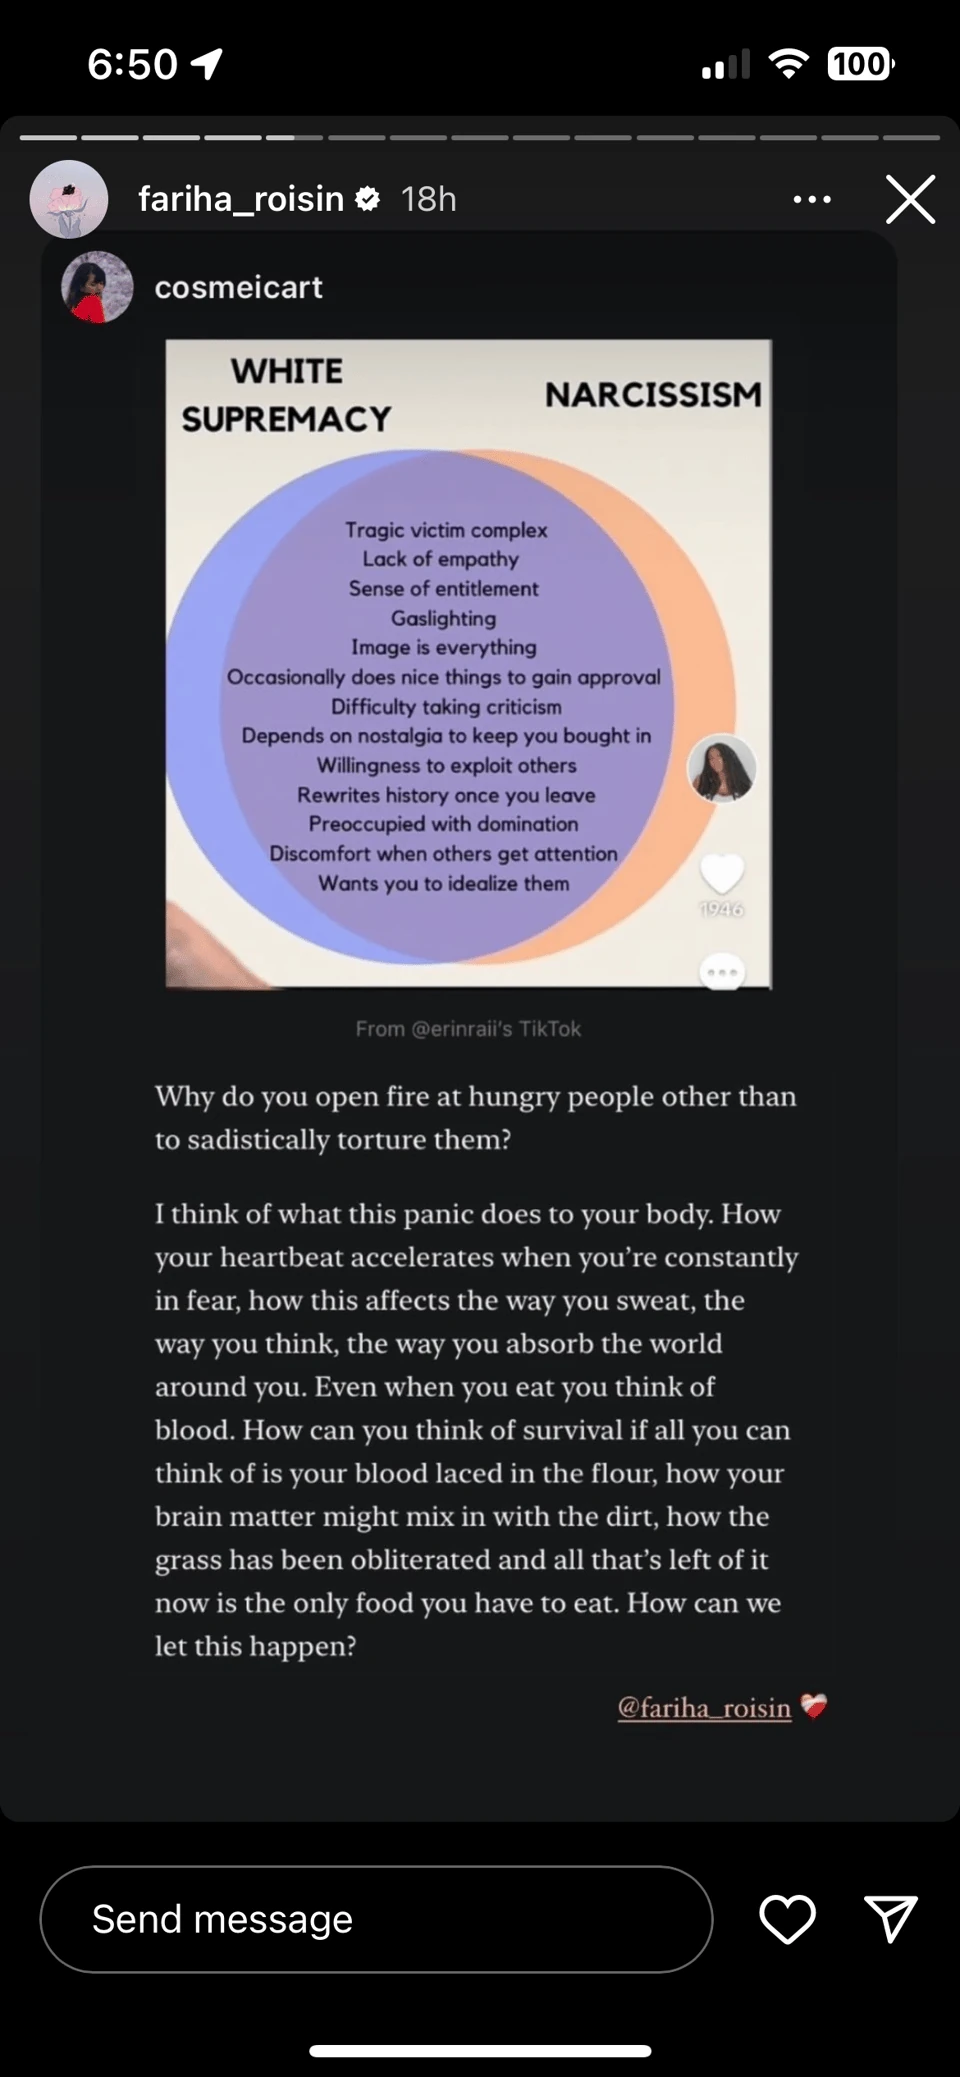 6:50
100
fariha_roisin 18h
cosmeicart
WHITE
SUPREMACY
NARCISSISM
Tragic victim complex
Lack of empathy
Sense of entitlement
Gaslighting
Image is everything
Occasionally does nice things to gain approval
Difficulty taking criticism
Depends on nostalgia to keep you bought in
Willingness to exploit others
Rewrites history once you leave
Preoccupied with domination
Discomfort when others get attention
Wants you to idealize them
1946
From @erinraii's TikTok
Why do you open fire at hungry people other than
to sadistically torture them?
I think of what this panic does to your body. How
your heartbeat accelerates when you're constantly
in fear, how this affects the way you sweat, the
way you think, the way you absorb the world
around you. Even when you eat you think of
blood. How can you think of survival if all you can
think of is your blood laced in the flour, how your
brain matter might mix in with the dirt, how the
grass has been obliterated and all that's left of it
now is the only food you have to eat. How can we
let this happen?
@fariha_roisin
Send message